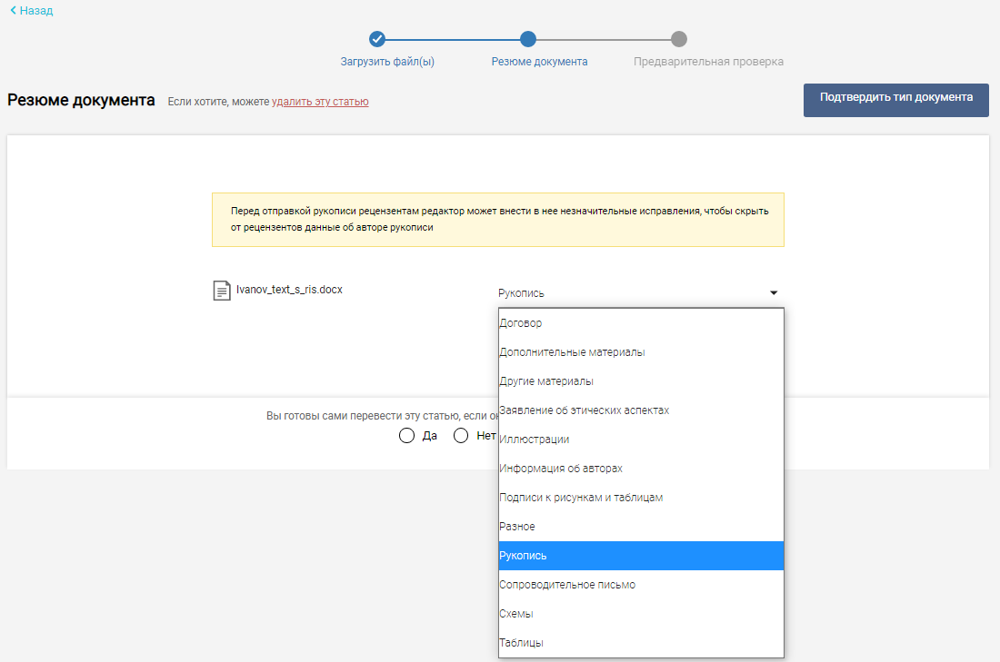 Назад
Загрузить файл(ы)
Резюме документа
Предварительная проверка
Резюме документа
Если хотите, можете удалить эту статью
Подтвердить тип документа
Перед отправкой рукописи рецензентам редактор может внести в нее незначительные исправления, чтобы скрыть
от рецензентов данные об авторе рукописи
Ivanov_text_s_ris.docx
Рукопись
Договор
Дополнительные материалы
Другие материалы
Заявление об этических аспектах
Иллюстрации
Информация об авторах
Подписи к рисункам и таблицам
Разное
Рукопись
Сопроводительное письмо
Схемы
Таблицы
Вы готовы сами перевести эту статью, если
Да
Нет